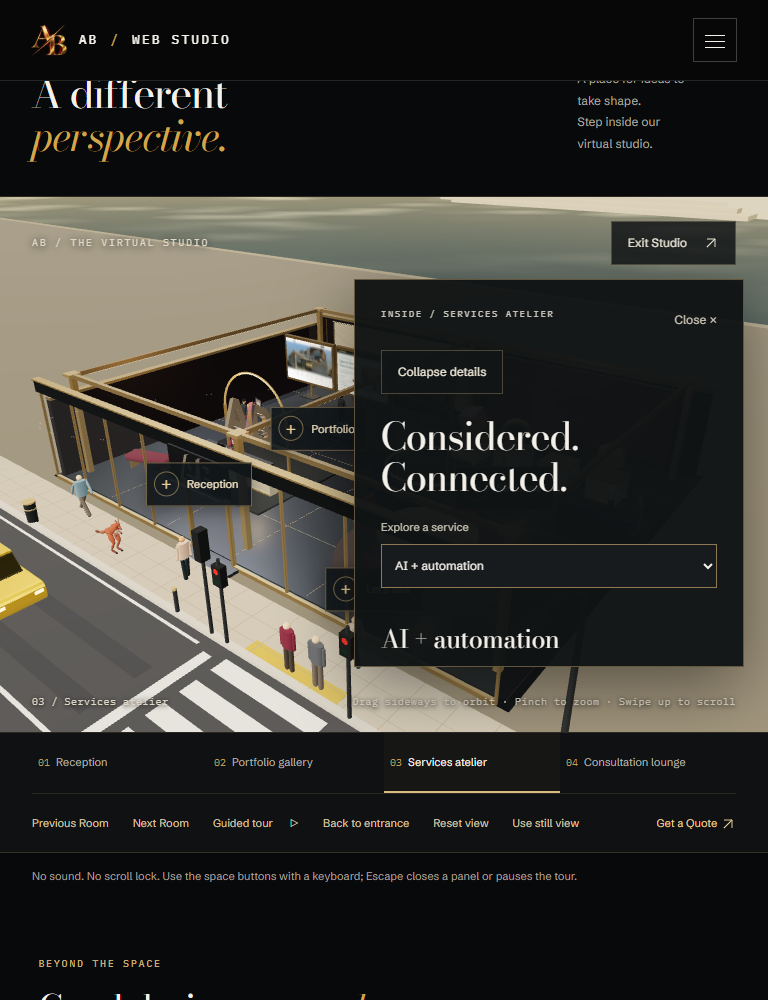 AB
AB / WEB STUDIO
A different
A place for ideas to
take shape.
perspective.
Step inside our
virtual studio.
AB / THE VIRTUAL STUDIO
Exit Studio
INSIDE / SERVICES ATELIER
Close ×
Collapse details
Portfolio
Considered.
Connected.
Reception
Explore a service
AI + automation
AI + automation
03 / Services atelier
Drag sideways to orbit · Pinch to zoom · Swipe up to scroll
01 Reception
02 Portfolio gallery
03 Services atelier
04 Consultation lounge
Previous Room
Next Room
Guided tour
Back to entrance
Reset view
Use still view
Get a Quote
No sound. No scroll lock. Use the space buttons with a keyboard; Escape closes a panel or pauses the tour.
BEYOND THE SPACE